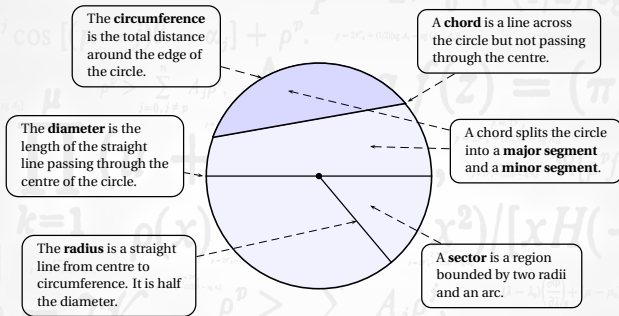 The circumference
is the total distance
around the edge of
the circle.
A chord is a line across
the circle but not passing
through the centre.
The diameter is the
length of the straight
line passing through the
centre of the circle.
A chord splits the circle
into a major segment
and a minor segment.
The radius is a straight
line from centre to
circumference. It is half
the diameter.
A sector is a region
bounded by two radii
and an arc.